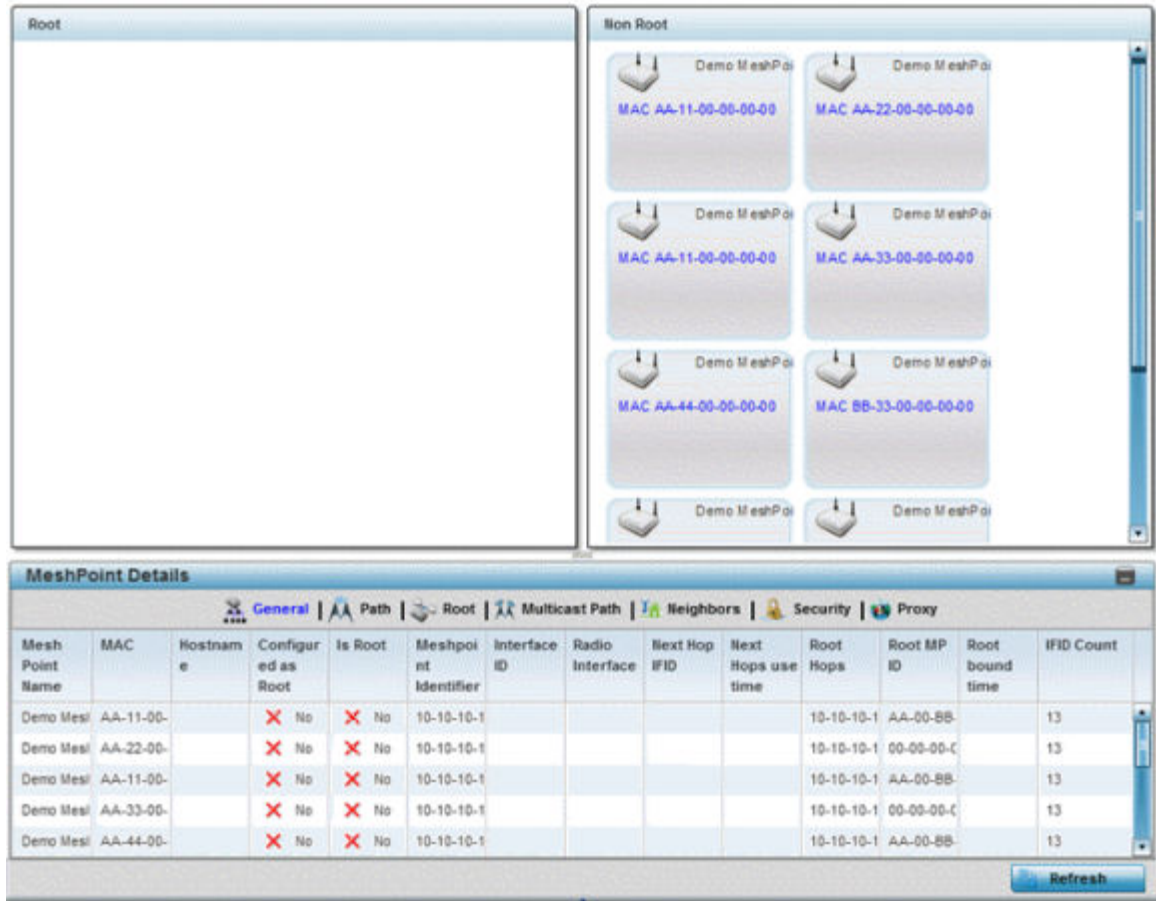 Root
Non Root
Demo MeshPoi
Demo MeshPoi
MAC AA-11-00-00-00-00
MAC AA-22-00-00-00-00
Demo MeshPoi
Demo MeshPoi
MAC AA-11-00-00-00-00
MAC AA-33-00-00-00-00
Demo MeshPoi
Demo MeshPoi
MAC AA-44-00-00-00-00
MAC BB-33-00-00-00-00
Demo MeshPoi
Demo MeshPoi
MeshPoint Details
General | Path | Root | Multicast Path | Neighbors | Security | Proxy
Mesh Point Name
MAC
Hostname
Configured as Root
Is Root
Meshpoint Identifier
Interface ID
Radio Interface
Next Hop IFID
Next Hops use time
Root Hops
Root MP ID
Root bound time
IFID Count
Demo Mesh AA-11-00- No No 10-10-10-1 10-10-10-1 AA-00-BB- 13
Demo Mesh AA-22-00- No No 10-10-10-1 10-10-10-1 00-00-00-0 13
Demo Mesh AA-11-00- No No 10-10-10-1 10-10-10-1 AA-00-BB- 13
Demo Mesh AA-33-00- No No 10-10-10-1 10-10-10-1 00-00-00-0 13
Demo Mesh AA-44-00- No No 10-10-10-1 10-10-10-1 AA-00-BB- 13
Refresh